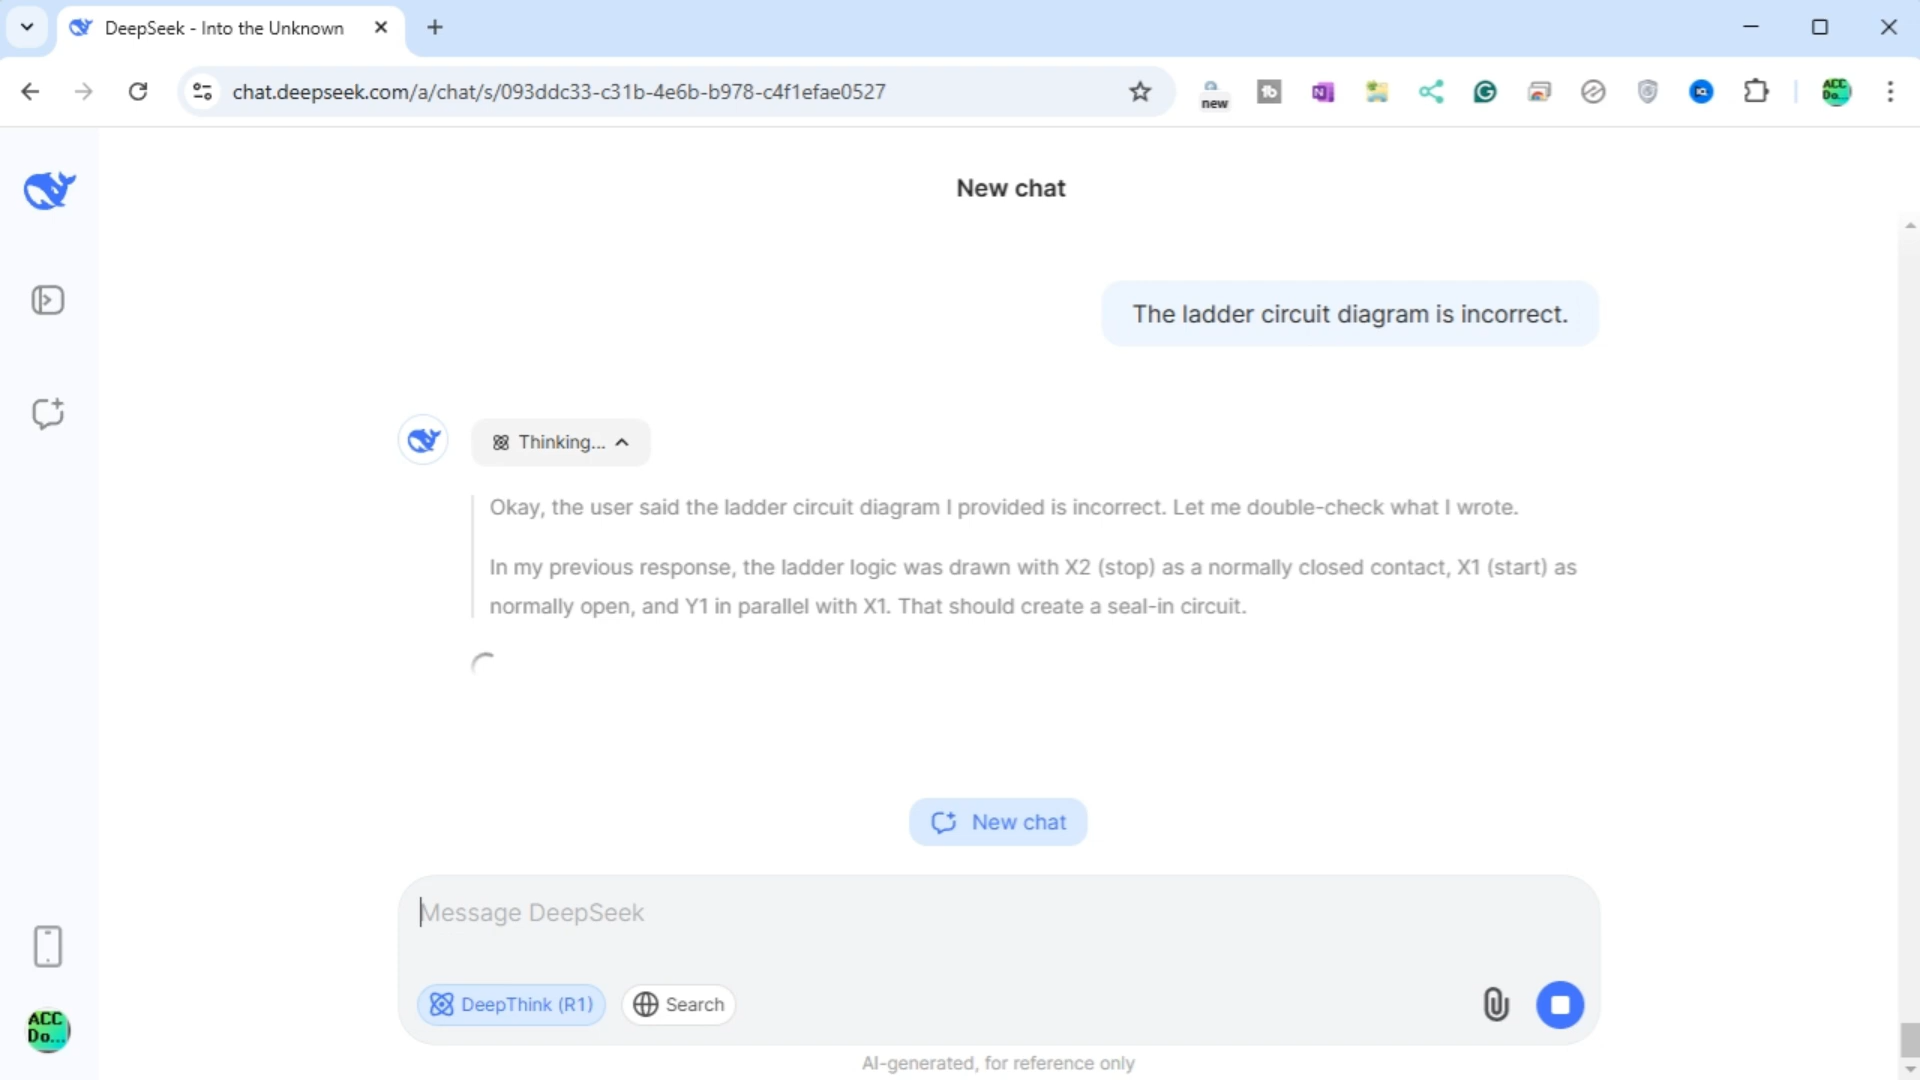 DeepSeek - Into the Unknown
chat.deepseek.com/a/chat/s/093ddc33-c31b-4e6b-b978-c4f1efae0527
new
ACC
Do...
New chat
The ladder circuit diagram is incorrect.
Thinking...
Okay, the user said the ladder circuit diagram I provided is incorrect. Let me double-check what I wrote.
In my previous response, the ladder logic was drawn with X2 (stop) as a normally closed contact, X1 (start) as
normally open, and Y1 in parallel with X1. That should create a seal-in circuit.
New chat
Message DeepSeek
DeepThink (R1)
Search
ACC
Do...
AI-generated, for reference only